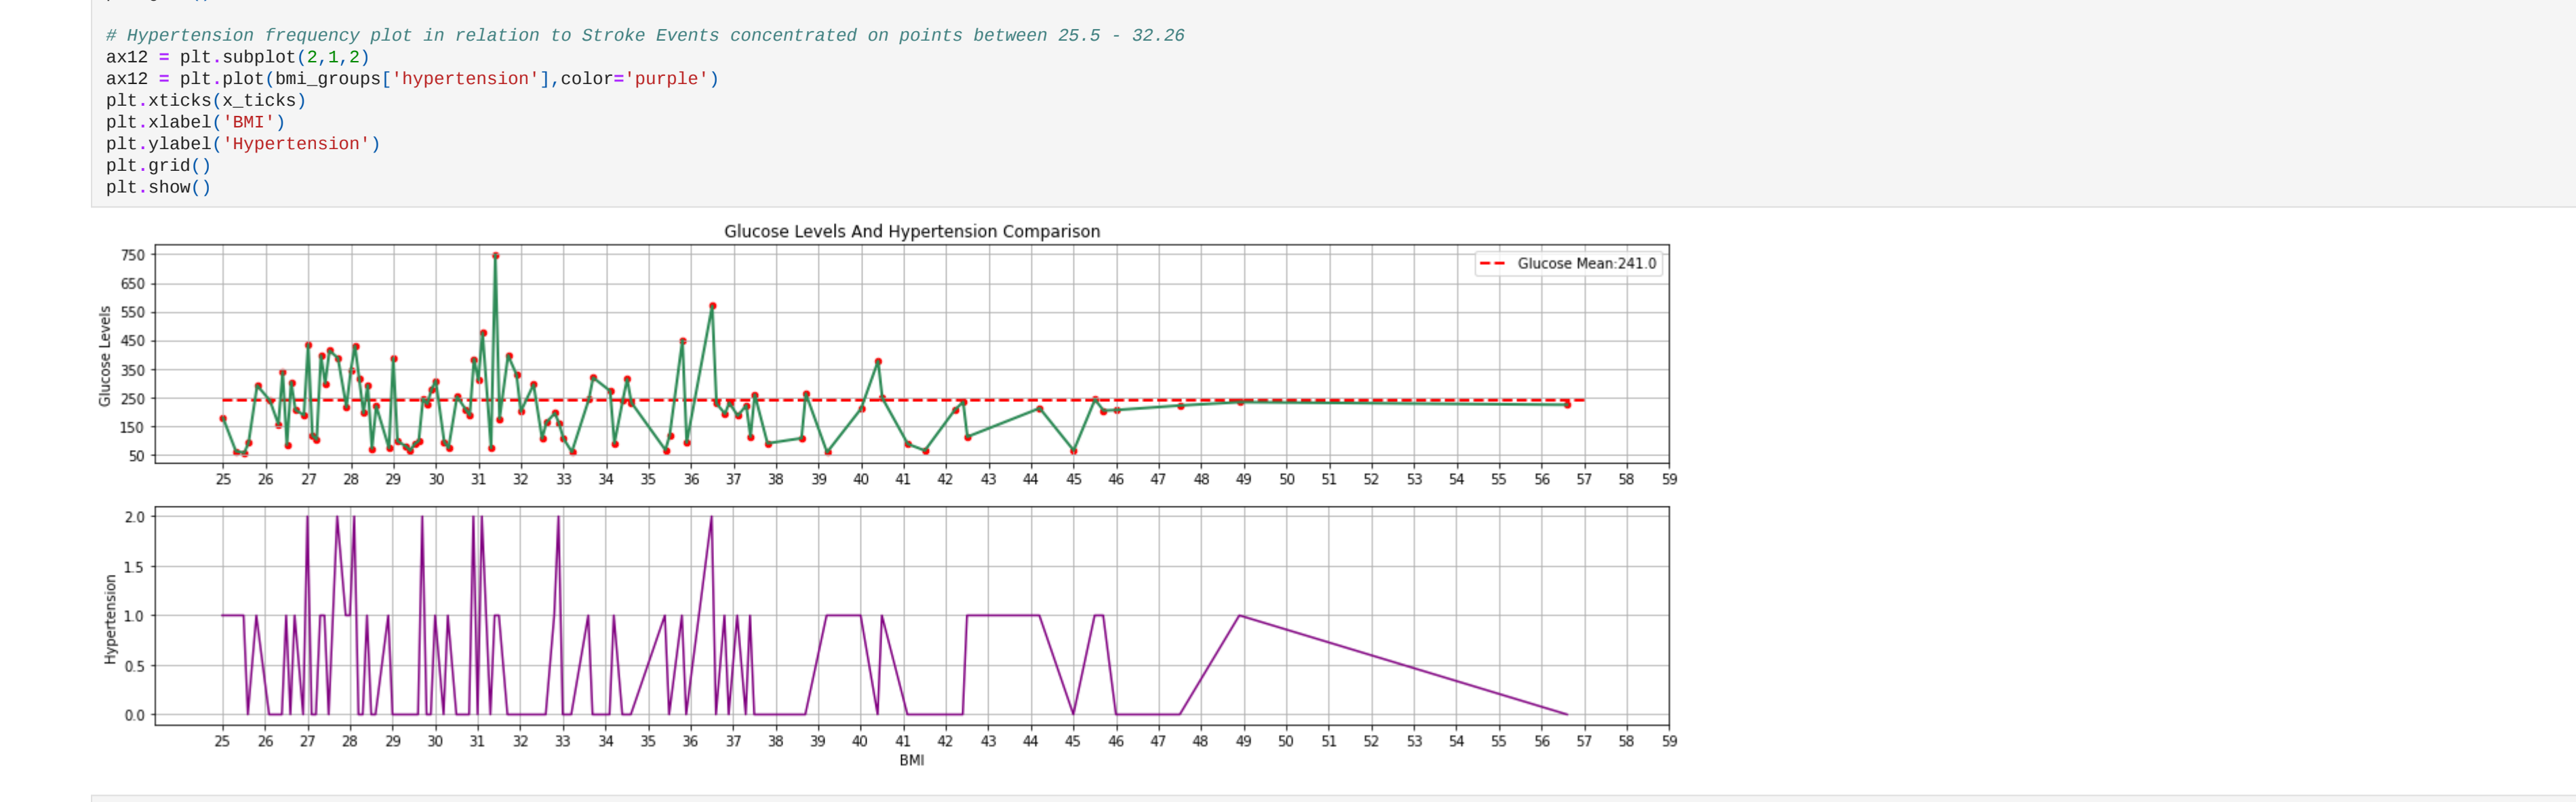 # Hypertension frequency plot in relation to Stroke Events concentrated on points between 25.5 - 32.26
ax12 = plt.subplot(2,1,2)
ax12 = plt.plot(bmi_groups['hypertension'],color='purple')
plt.xticks(x_ticks)
plt.xlabel('BMI')
plt.ylabel('Hypertension')
plt.grid()
plt.show()
Glucose Levels And Hypertension Comparison
Glucose Mean:241.0
Glucose Levels
750
650
550
450
350
250
150
50
25 26 27 28 29 30 31 32 33 34 35 36 37 38 39 40 41 42 43 44 45 46 47 48 49 50 51 52 53 54 55 56 57 58 59
Hypertension
2.0
1.5
1.0
0.5
0.0
25 26 27 28 29 30 31 32 33 34 35 36 37 38 39 40 41 42 43 44 45 46 47 48 49 50 51 52 53 54 55 56 57 58 59
BMI